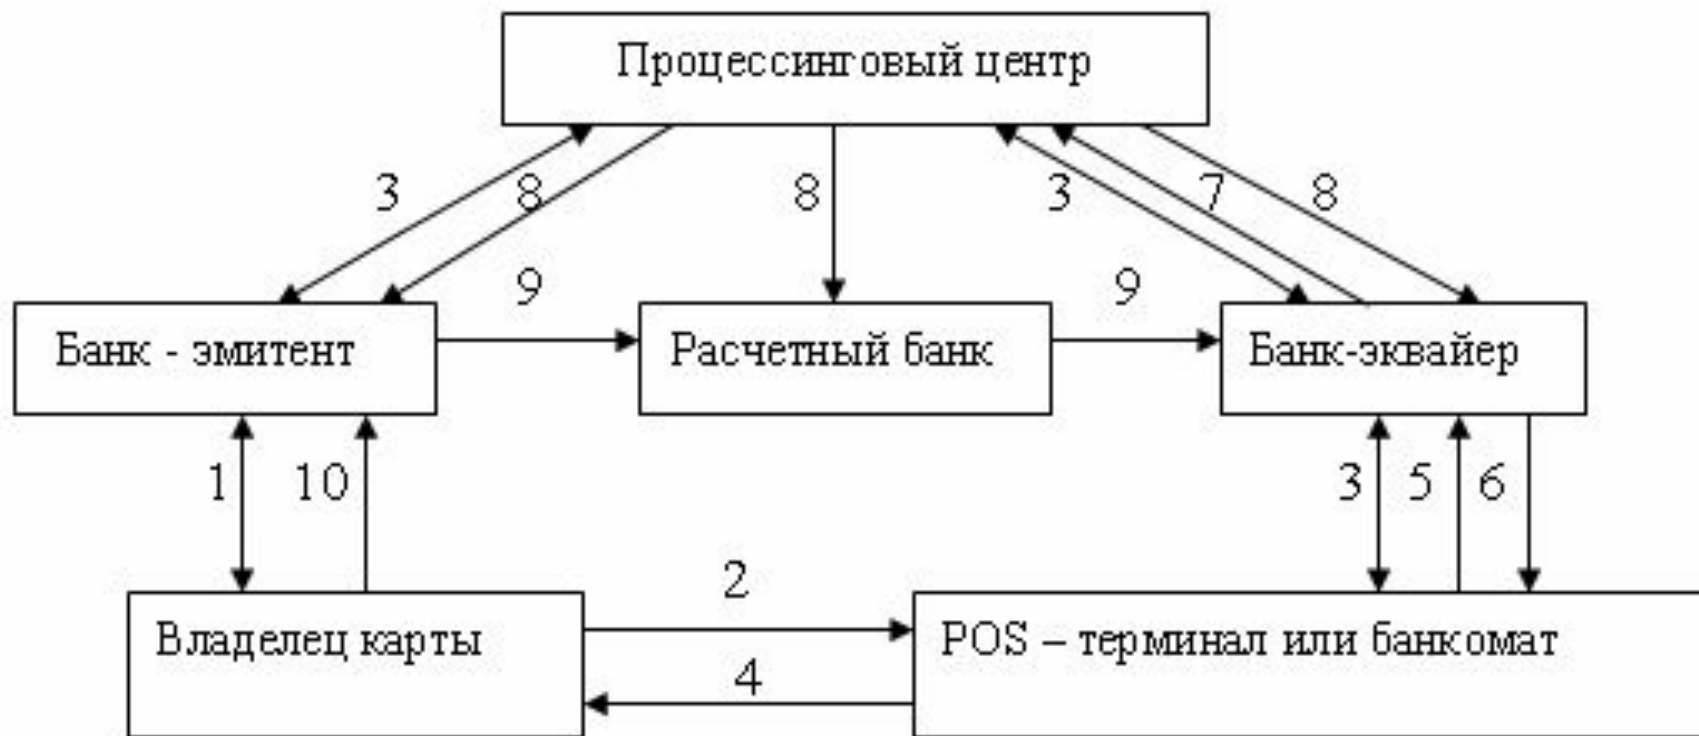 Процессинговый центр
3 8 8 3 7 8
9 9
Банк - эмитент Расчетный банк Банк-эквайер
1 10 3 5 6
2
Владелец карты POS – терминал или банкомат
4